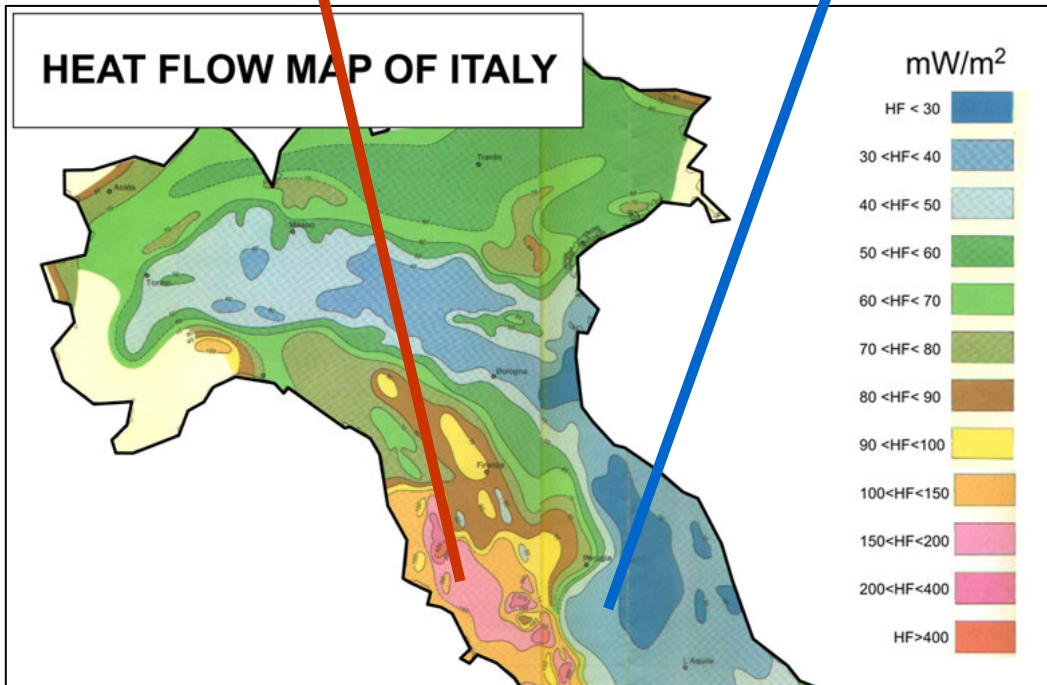 HEAT FLOW MAP OF ITALY
mW/m²
HF < 30
30 <HF< 40
40 <HF< 50
50 <HF< 60
60 <HF< 70
70 <HF< 80
80 <HF< 90
90 <HF<100
100<HF<150
150<HF<200
200<HF<400
HF>400
Trento
Aosta
Milano
Torino
Bologna
Firenze
Perugia
L'Aquila